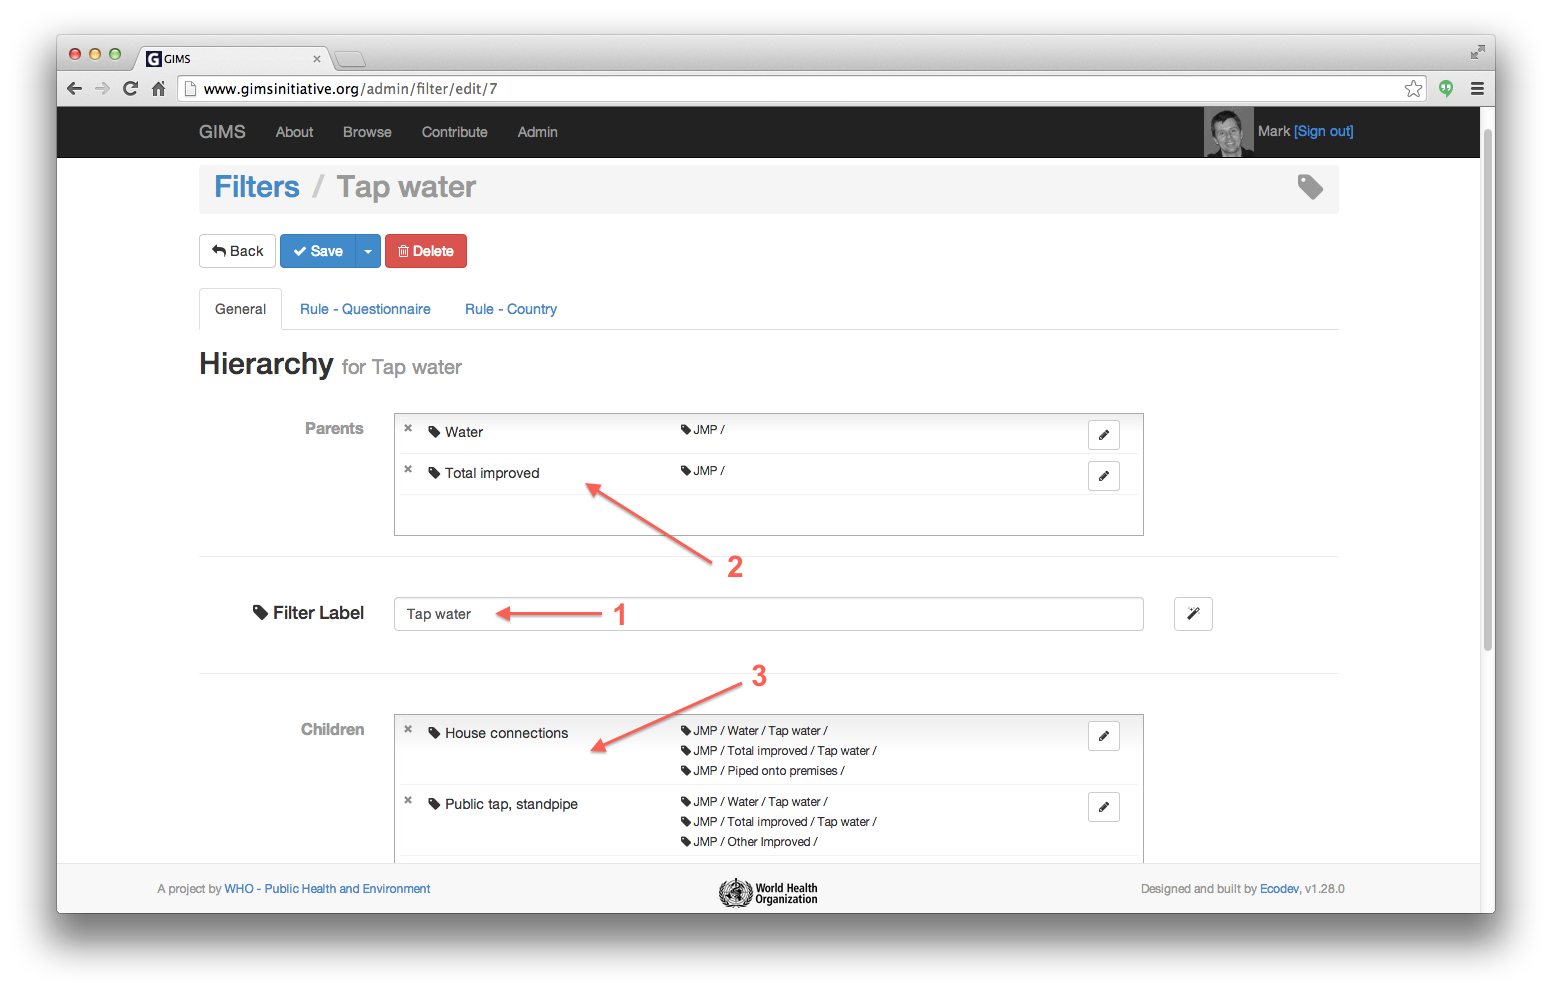 GIMS
www.gimsinitiative.org/admin/filter/edit/7
GIMS About Browse Contribute Admin Mark [Sign out]
Filters / Tap water
Back Save Delete
General Rule - Questionnaire Rule - Country
Hierarchy for Tap water
Parents
Water JMP /
Total improved JMP /
2
Filter Label Tap water 1
3
Children
House connections JMP / Water / Tap water /
JMP / Total improved / Tap water /
JMP / Piped onto premises /
Public tap, standpipe JMP / Water / Tap water /
JMP / Total improved / Tap water /
JMP / Other Improved /
A project by WHO - Public Health and Environment World Health Organization Designed and built by Ecodev, v1.28.0